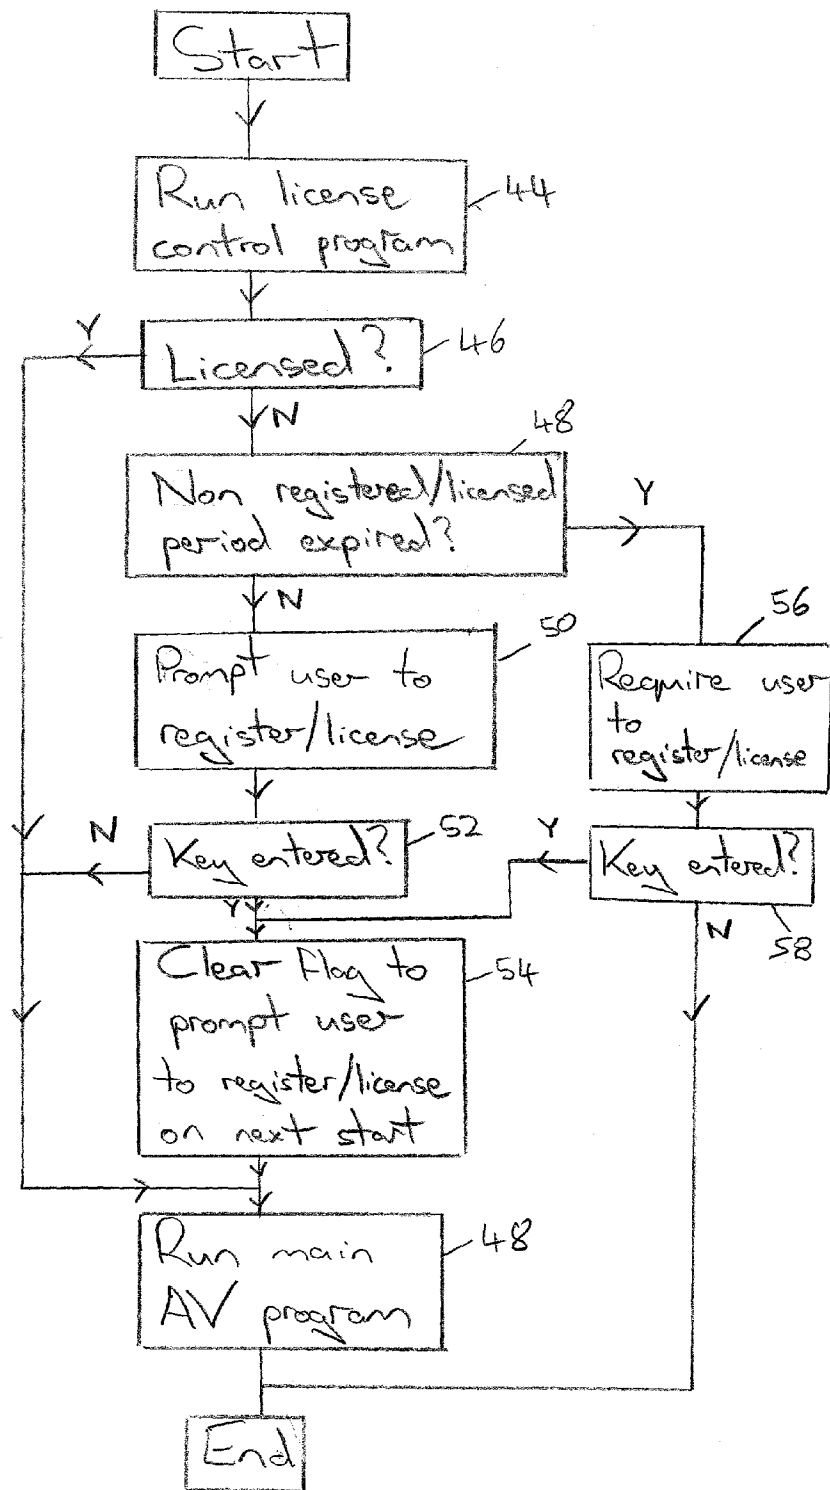 Start
Run license
control program
44
Licensed?
46
Y
N
48
Non registered/licensed
period expired?
Y
N
50
Prompt user to
register/license
56
Require user
to
register/license
Key entered?
52
N
Y
Y
Key entered?
58
N
Clear flag to
prompt user
to register/license
on next start
54
Run main
AV program
48
End